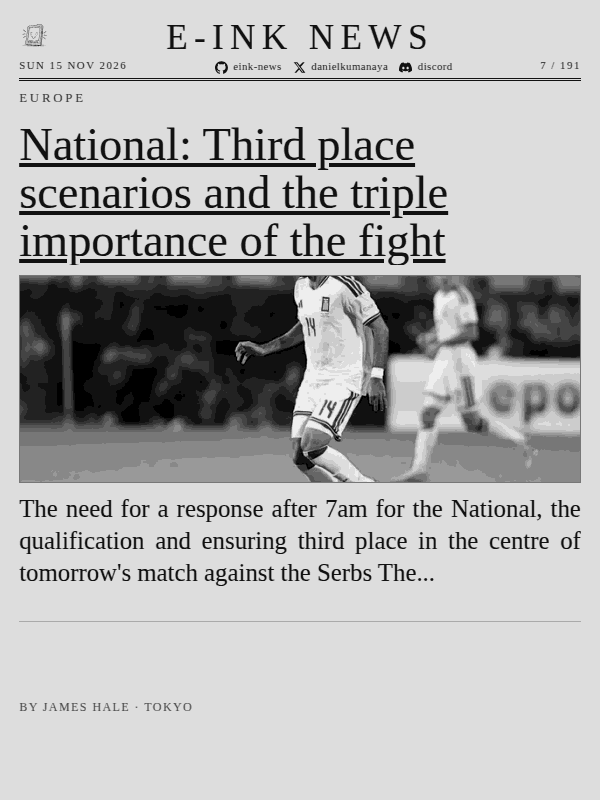 E-INK NEWS
SUN 15 NOV 2026
eink-news danielkumanaya discord
7 / 191
EUROPE
National: Third place
scenarios and the triple
importance of the fight
14
14
epo
The need for a response after 7am for the National, the
qualification and ensuring third place in the centre of
tomorrow's match against the Serbs The...
BY JAMES HALE · TOKYO